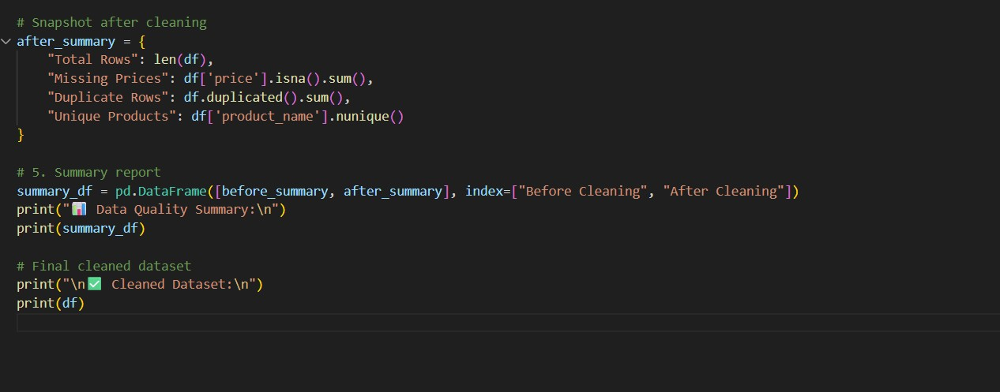 # Snapshot after cleaning
after_summary = {
    "Total Rows": len(df),
    "Missing Prices": df['price'].isna().sum(),
    "Duplicate Rows": df.duplicated().sum(),
    "Unique Products": df['product_name'].nunique()
}
# 5. Summary report
summary_df = pd.DataFrame([before_summary, after_summary], index=["Before Cleaning", "After Cleaning"])
print("📊 Data Quality Summary:\n")
print(summary_df)
# Final cleaned dataset
print("\n✅ Cleaned Dataset:\n")
print(df)